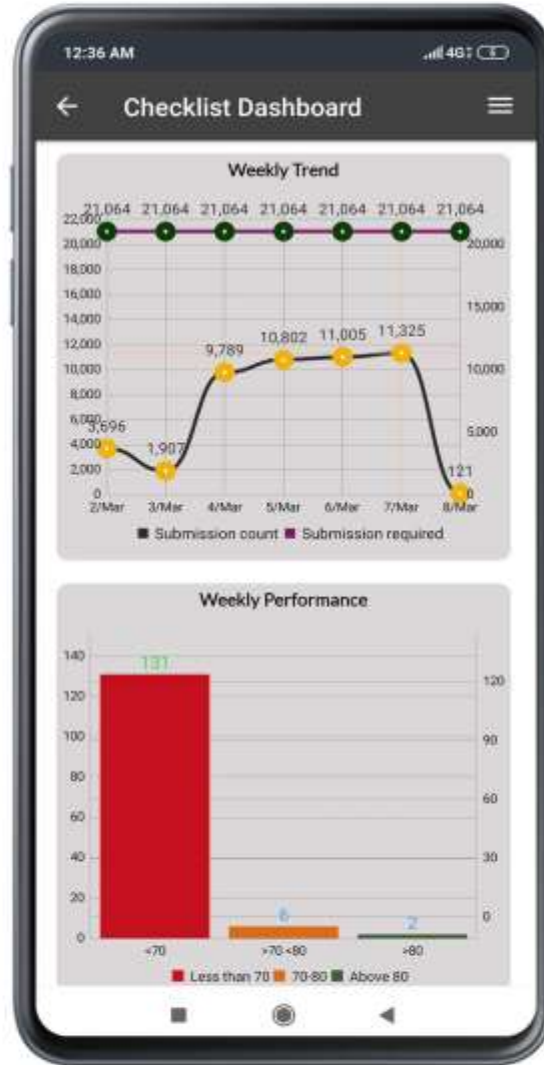 12:36 AM 4G
Checklist Dashboard
Weekly Trend
21,064 21,064 21,064 21,064 21,064 21,064 21,064
22,000
20,000 20,000
18,000
16,000 15,000
14,000
12,000
9,789 10,802 11,005 11,325
10,000 10,000
8,000
6,000 5,000
3,696
4,000
1,907
2,000
121
0 0
2/Mar 3/Mar 4/Mar 5/Mar 6/Mar 7/Mar 8/Mar
Submission count Submission required
Weekly Performance
140
131
120 120
100 90
80
60 60
40 30
20
6 2 0
0
<70 >70 <80 >80
Less than 70 70-80 Above 80